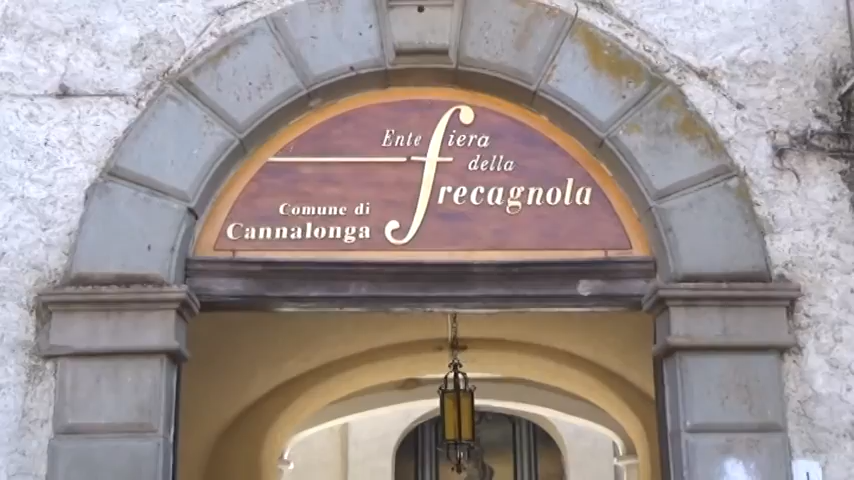 Ente fiera
della
frecagnola
Comune di
Cannalonga